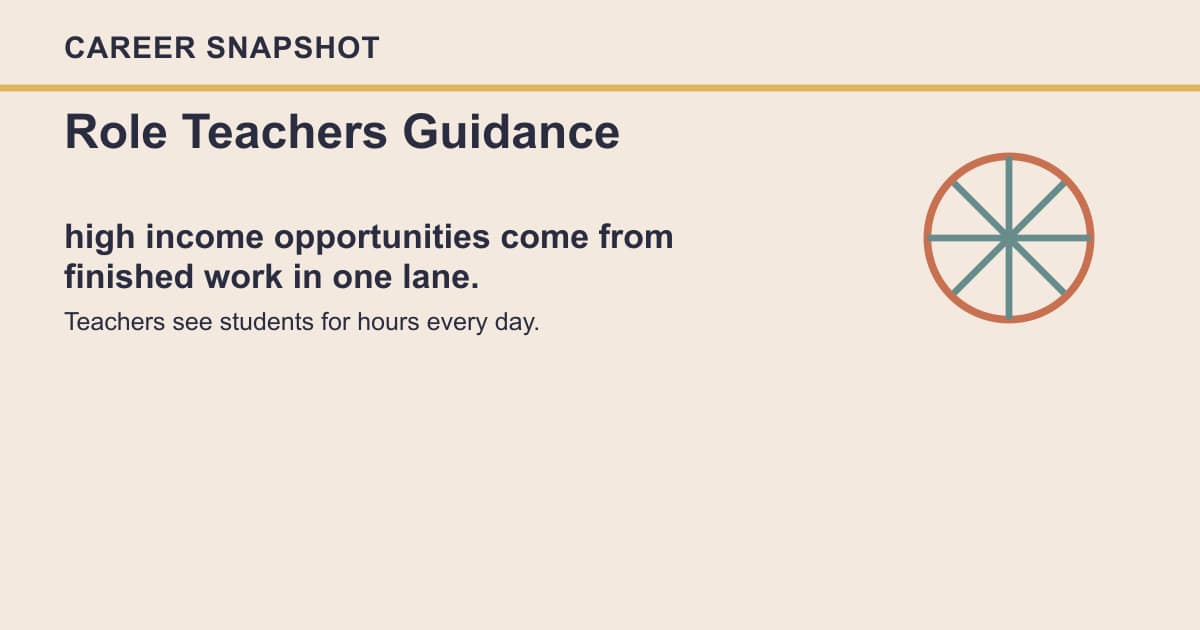 CAREER SNAPSHOT
Role Teachers Guidance
high income opportunities come from
finished work in one lane.
Teachers see students for hours every day.